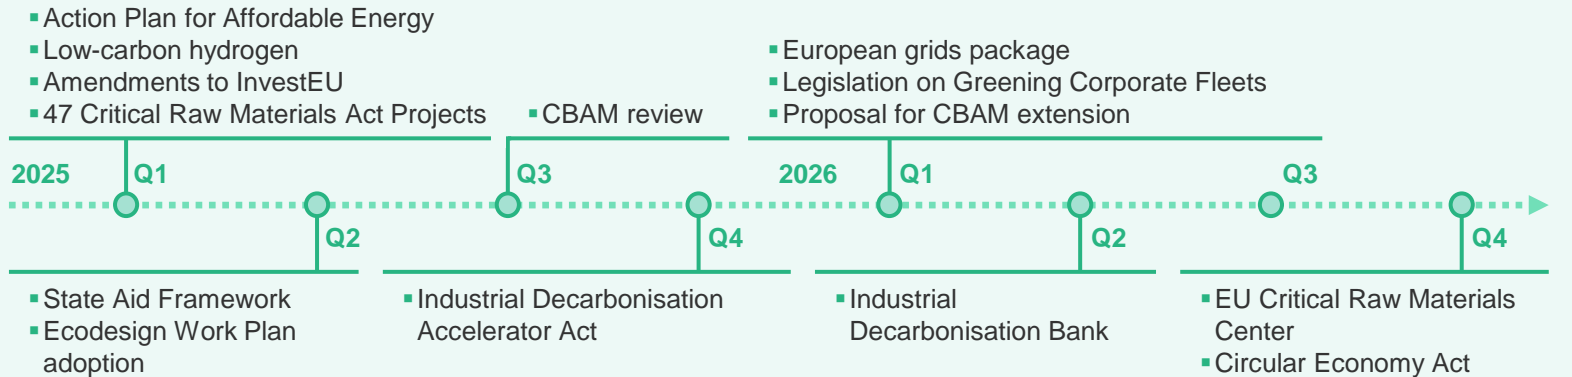 ▪Action Plan for Affordable Energy
▪Low-carbon hydrogen
▪Amendments to InvestEU
▪47 Critical Raw Materials Act Projects
▪CBAM review
▪European grids package
▪Legislation on Greening Corporate Fleets
▪Proposal for CBAM extension
2025
Q1
Q3
2026
Q1
Q3
Q2
Q4
Q2
Q4
▪State Aid Framework
▪Ecodesign Work Plan
adoption
▪Industrial Decarbonisation
Accelerator Act
▪Industrial
Decarbonisation Bank
▪EU Critical Raw Materials
Center
▪Circular Economy Act